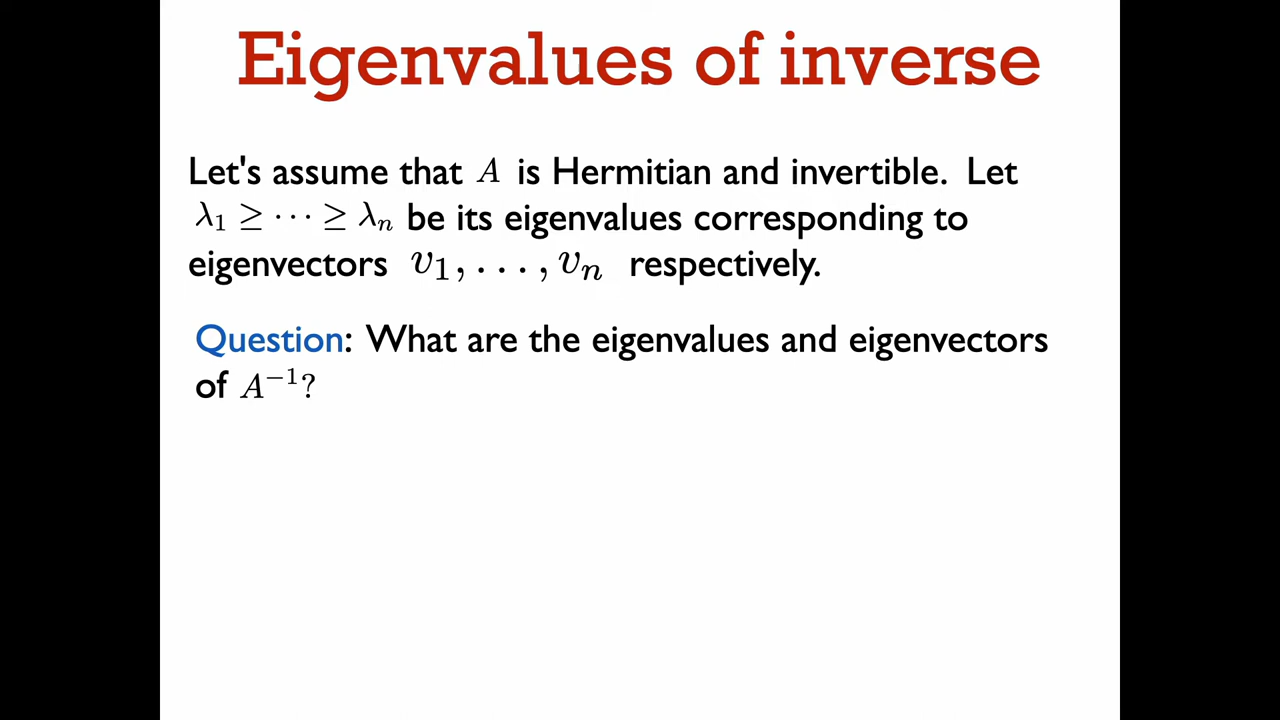 Eigenvalues of inverse
Let's assume that A is Hermitian and invertible. Let
λ₁ ≥ ⋯ ≥ λₙ be its eigenvalues corresponding to
eigenvectors v₁, . . . , vₙ respectively.
Question: What are the eigenvalues and eigenvectors
of A⁻¹?